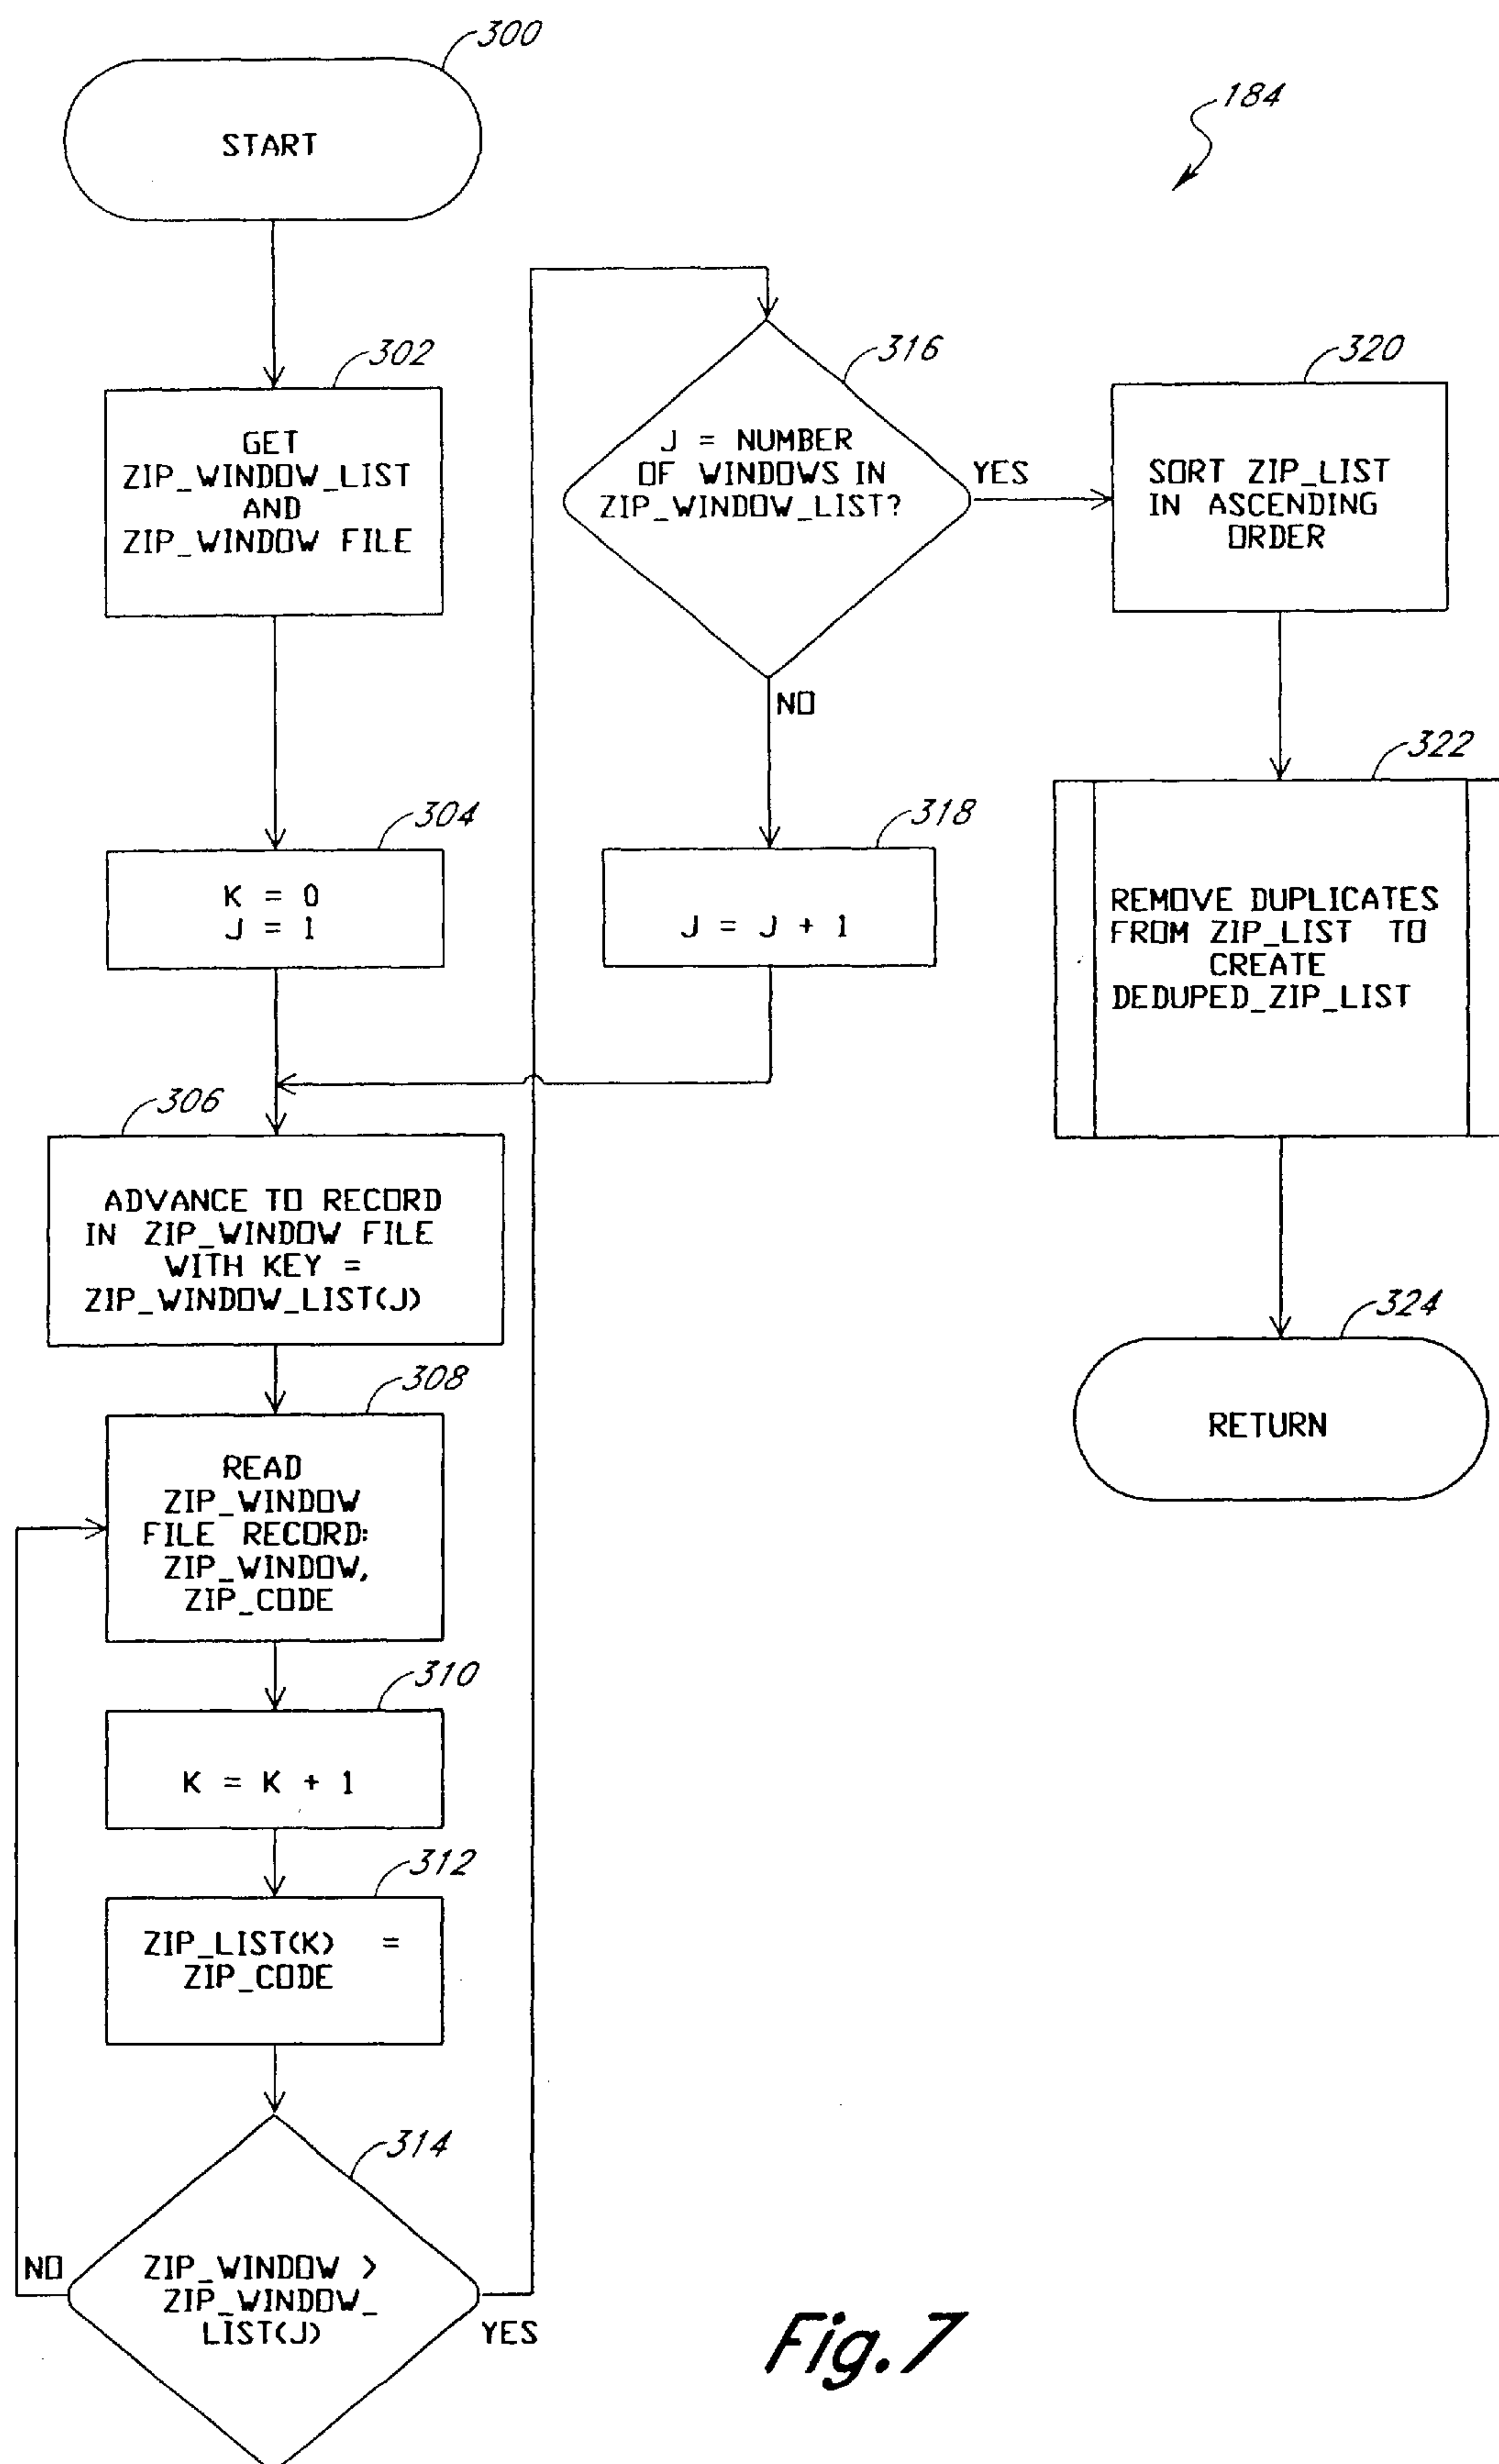 300
START
184
302
GET
ZIP_WINDOW_LIST
AND
ZIP_WINDOW FILE
304
K = 0
J = 1
306
ADVANCE TO RECORD
IN ZIP_WINDOW FILE
WITH KEY =
ZIP_WINDOW_LIST(J)
308
READ
ZIP_WINDOW
FILE RECORD:
ZIP_WINDOW,
ZIP_CODE
310
K = K + 1
312
ZIP_LIST(K) =
ZIP_CODE
314
ZIP_WINDOW >
ZIP_WINDOW_
LIST(J)
NO
YES
316
J = NUMBER
OF WINDOWS IN
ZIP_WINDOW_LIST?
YES
NO
318
J = J + 1
320
SORT ZIP_LIST
IN ASCENDING
ORDER
322
REMOVE DUPLICATES
FROM ZIP_LIST TO
CREATE
DEDUPED_ZIP_LIST
324
RETURN
Fig. 7